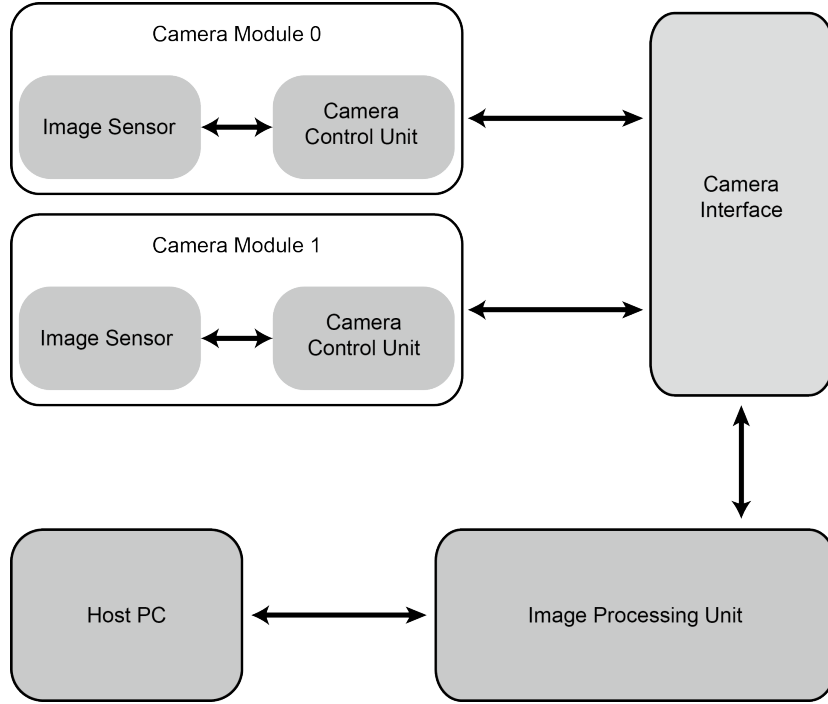 Camera Module 0
Image Sensor
Camera
Control Unit
Camera
Interface
Camera Module 1
Image Sensor
Camera
Control Unit
Host PC
Image Processing Unit